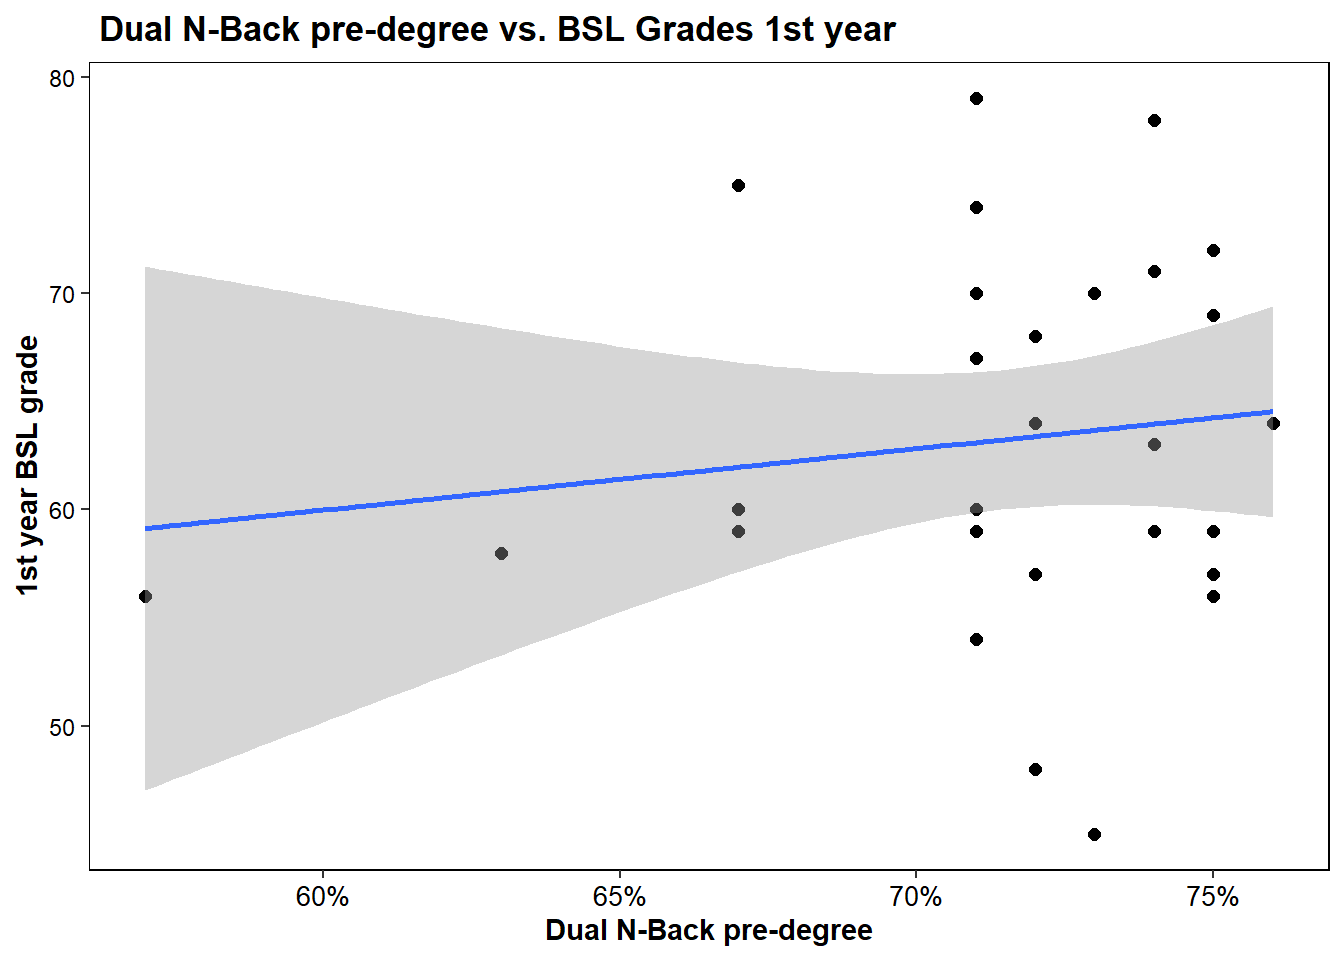 Dual N-Back pre-degree vs. BSL Grades 1st year
80
70
60
50
1st year BSL grade
60% 65% 70% 75%
Dual N-Back pre-degree